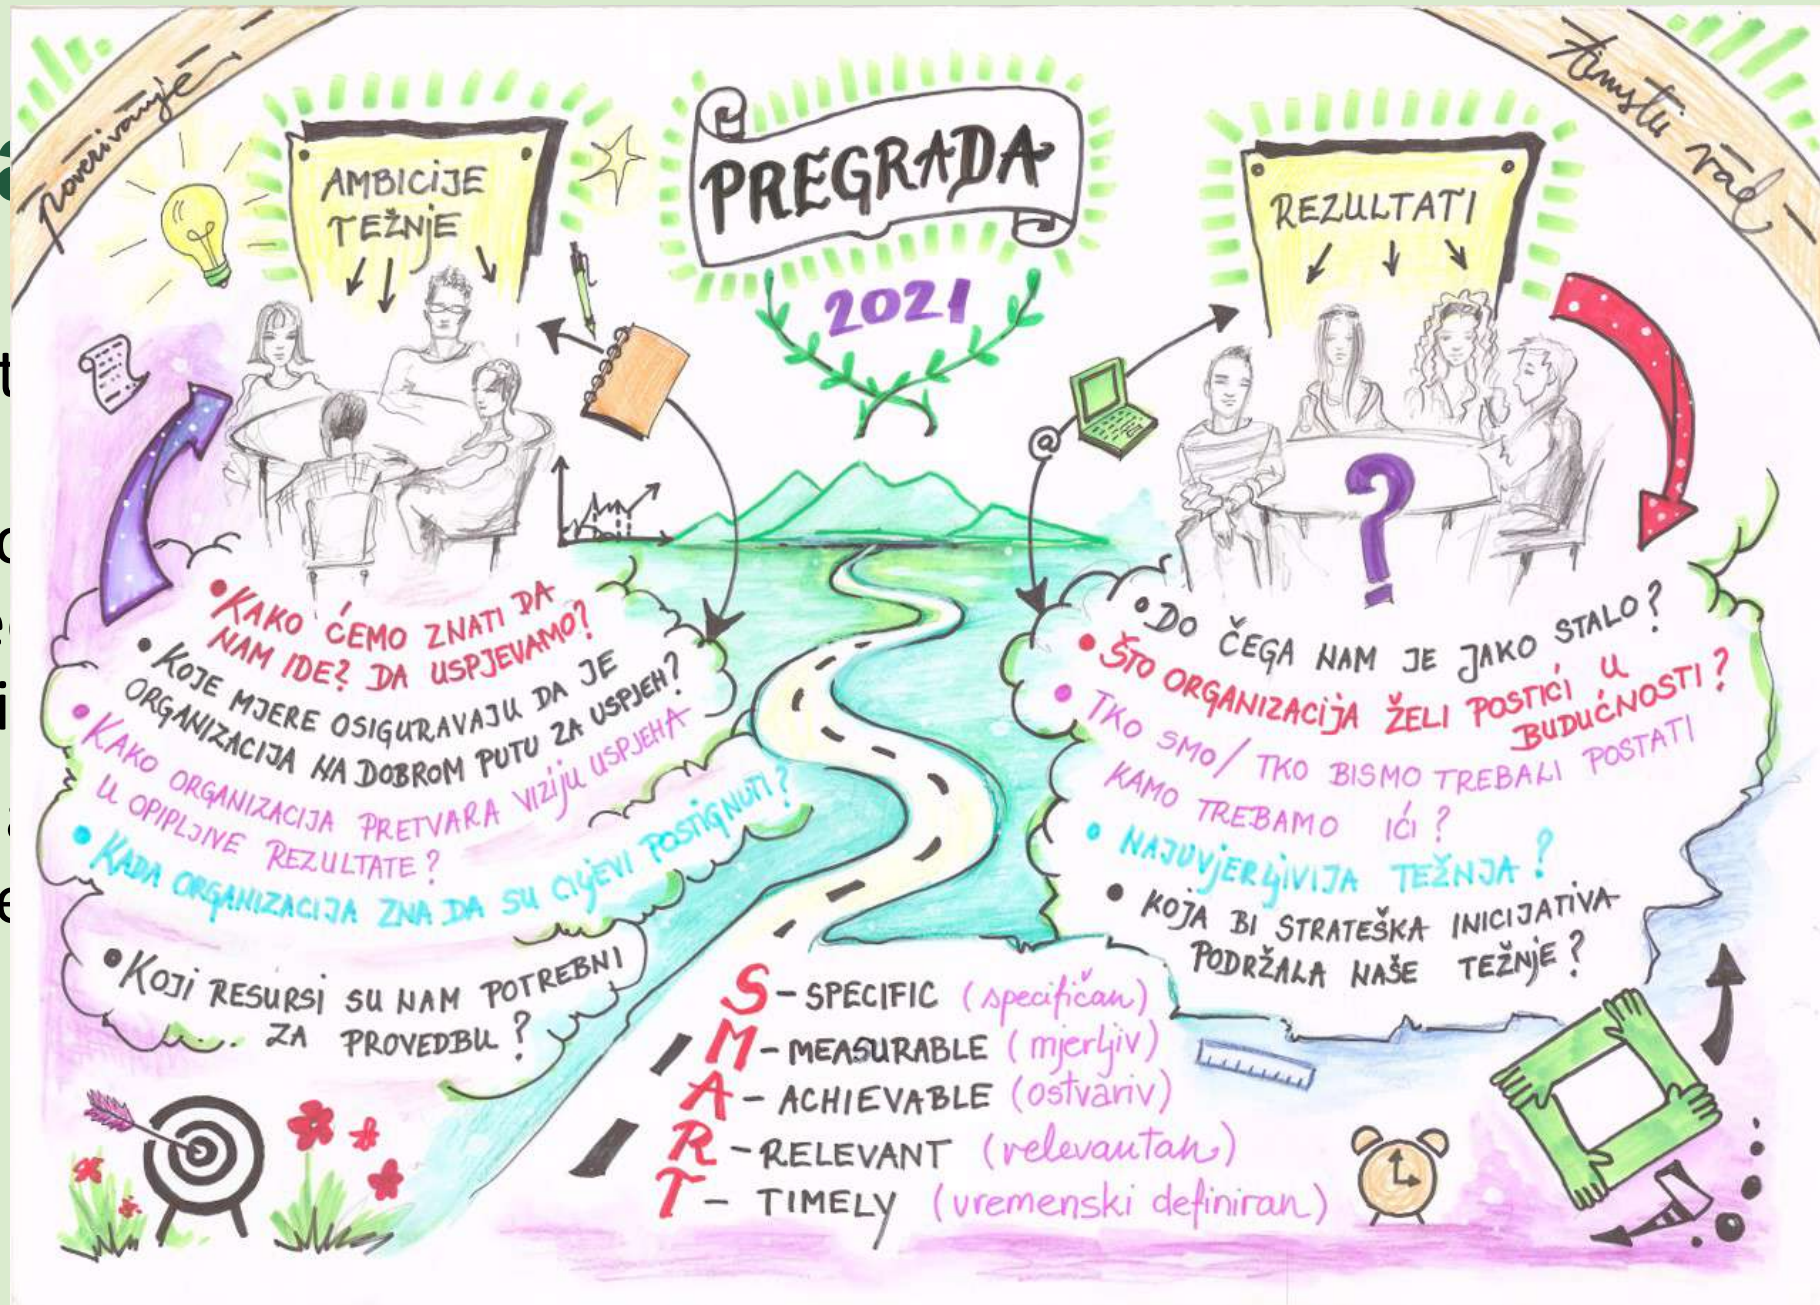 povezivanje
Timski rad
PREGRADA
2021
AMBICIJE
TEŽNJE
REZULTATI
@
• KAKO ĆEMO ZNATI DA
NAM IDE? DA USPJEVAMO?
• KOJE MJERE OSIGURAVAJU DA JE
ORGANIZACIJA NA DOBROM PUTU ZA USPJEH?
• KAKO ORGANIZACIJA PRETVARA VIZIJU USPJEHA
U OPIPLJIVE REZULTATE?
• KADA ORGANIZACIJA ZNA DA SU CILJEVI POSTIGNUTI?
• KOJI RESURSI SU NAM POTREBNI
ZA PROVEDBU?
?
• DO ČEGA NAM JE JAKO STALO?
• ŠTO ORGANIZACIJA ŽELI POSTIĆI U
BUDUĆNOSTI?
• TKO SMO/ TKO BISMO TREBALI POSTATI
KAMO TREBAMO IĆI?
• NAJUVJERLJIVIJA TEŽNJA?
• KOJA BI STRATEŠKA INICIJATIVA
PODRŽALA NAŠE TEŽNJE?
S - SPECIFIC (specifičan)
M - MEASURABLE (mjerljiv)
A - ACHIEVABLE (ostvariv)
R - RELEVANT (relevantan)
T - TIMELY (vremenski definiran)